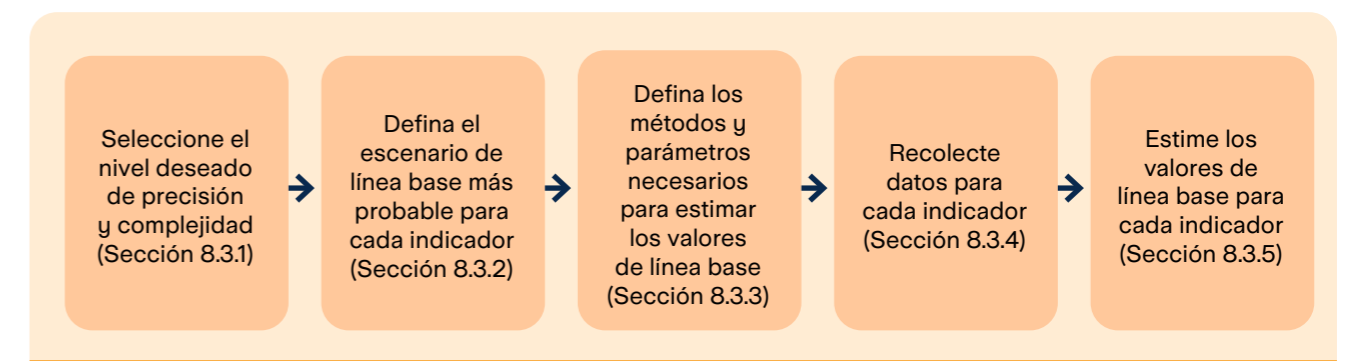 Seleccione el
nivel deseado
de precisión
y complejidad
(Sección 8.3.1)
Defina el
escenario de
línea base más
probable para
cada indicador
(Sección 8.3.2)
Defina los
métodos y
parámetros
necesarios
para estimar
los valores
de línea base
(Sección 8.3.3)
Recolecte
datos para
cada indicador
(Sección 8.3.4)
Estime los
valores de
línea base para
cada indicador
(Sección 8.3.5)